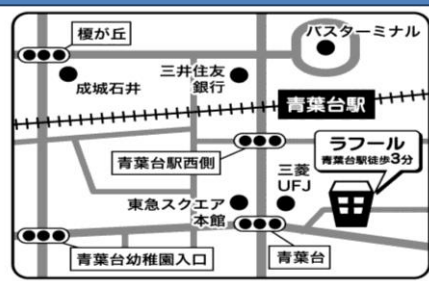 榎が丘
バスターミナル
成城石井
三井住友
銀行
青葉台駅
ラフール
青葉台駅徒歩3分
青葉台駅西側
三菱
UFJ
東急スクエア
本館
青葉台
青葉台幼稚園入口